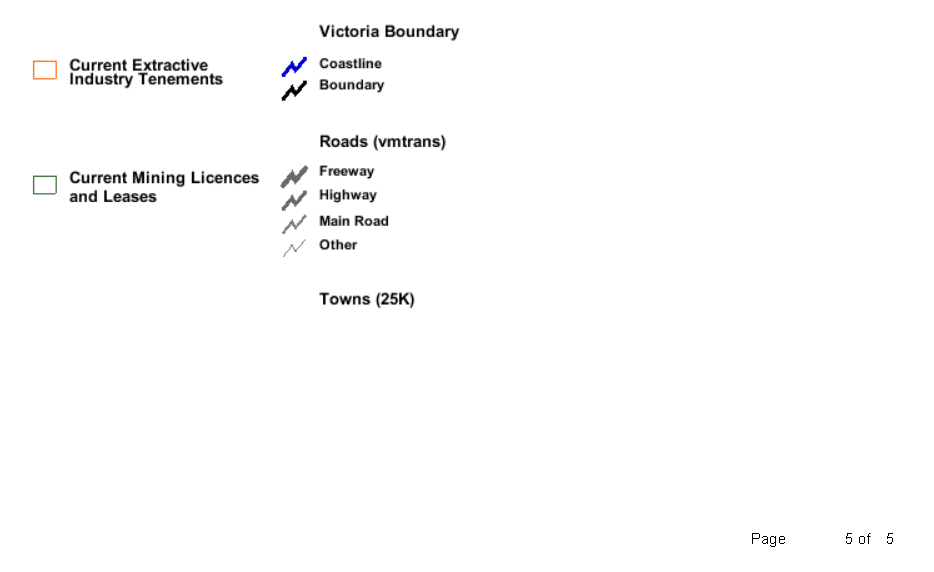 Current Extractive
Industry Tenements
Current Mining Licences
and Leases
Victoria Boundary
Coastline
Boundary
Roads (vmtrans)
Freeway
Highway
Main Road
Other
Towns (25K)
Page 5 of 5